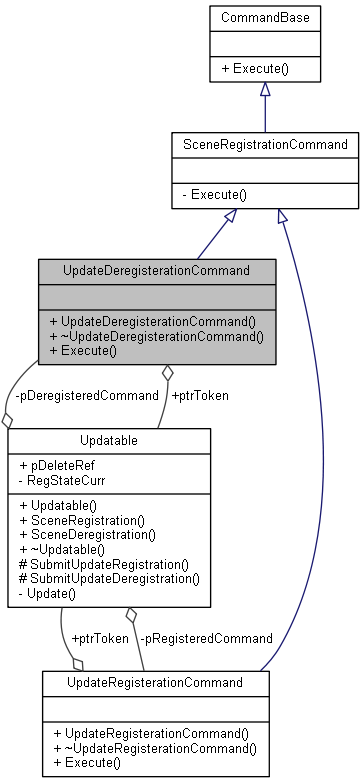 CommandBase
+ Execute()
SceneRegistrationCommand
- Execute()
UpdateDeregisterationCommand
+ UpdateDeregisterationCommand()
+ ~UpdateDeregisterationCommand()
+ Execute()
-pDeregisteredCommand
+ptrToken
Updatable
+ pDeleteRef
- RegStateCurr
+ Updatable()
+ SceneRegistration()
+ SceneDeregistration()
+ ~Updatable()
# SubmitUpdateRegistration()
# SubmitUpdateDeregistration()
- Update()
+ptrToken
-pRegisteredCommand
UpdateRegisterationCommand
+ UpdateRegisterationCommand()
+ ~UpdateRegisterationCommand()
+ Execute()